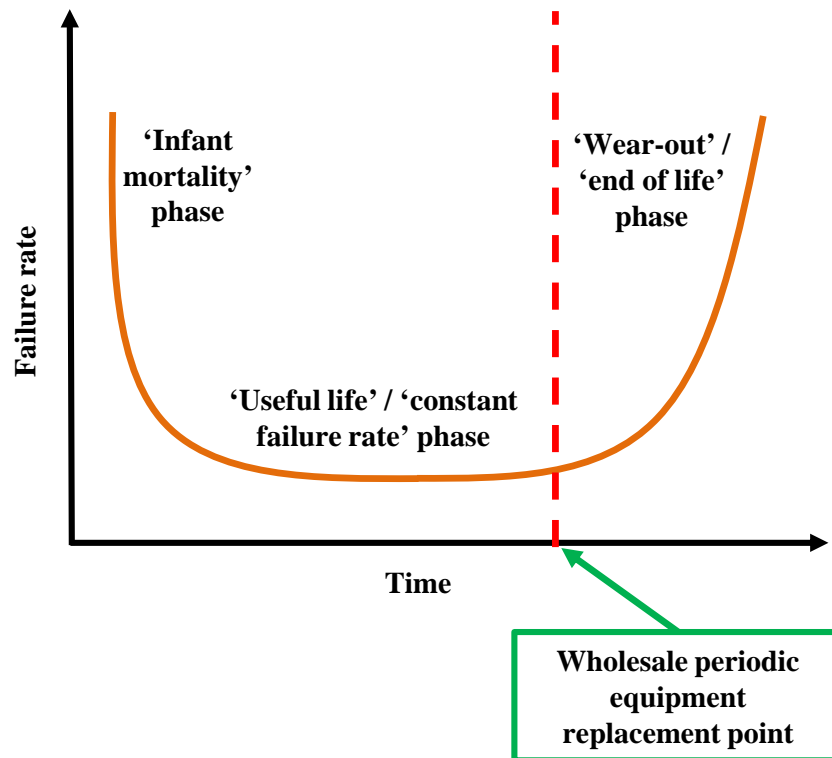 ‘Infant
mortality’
phase
‘Wear-out’ /
‘end of life’
phase
Failure rate
‘Useful life’ / ‘constant
failure rate’ phase
Time
Wholesale periodic
equipment
replacement point